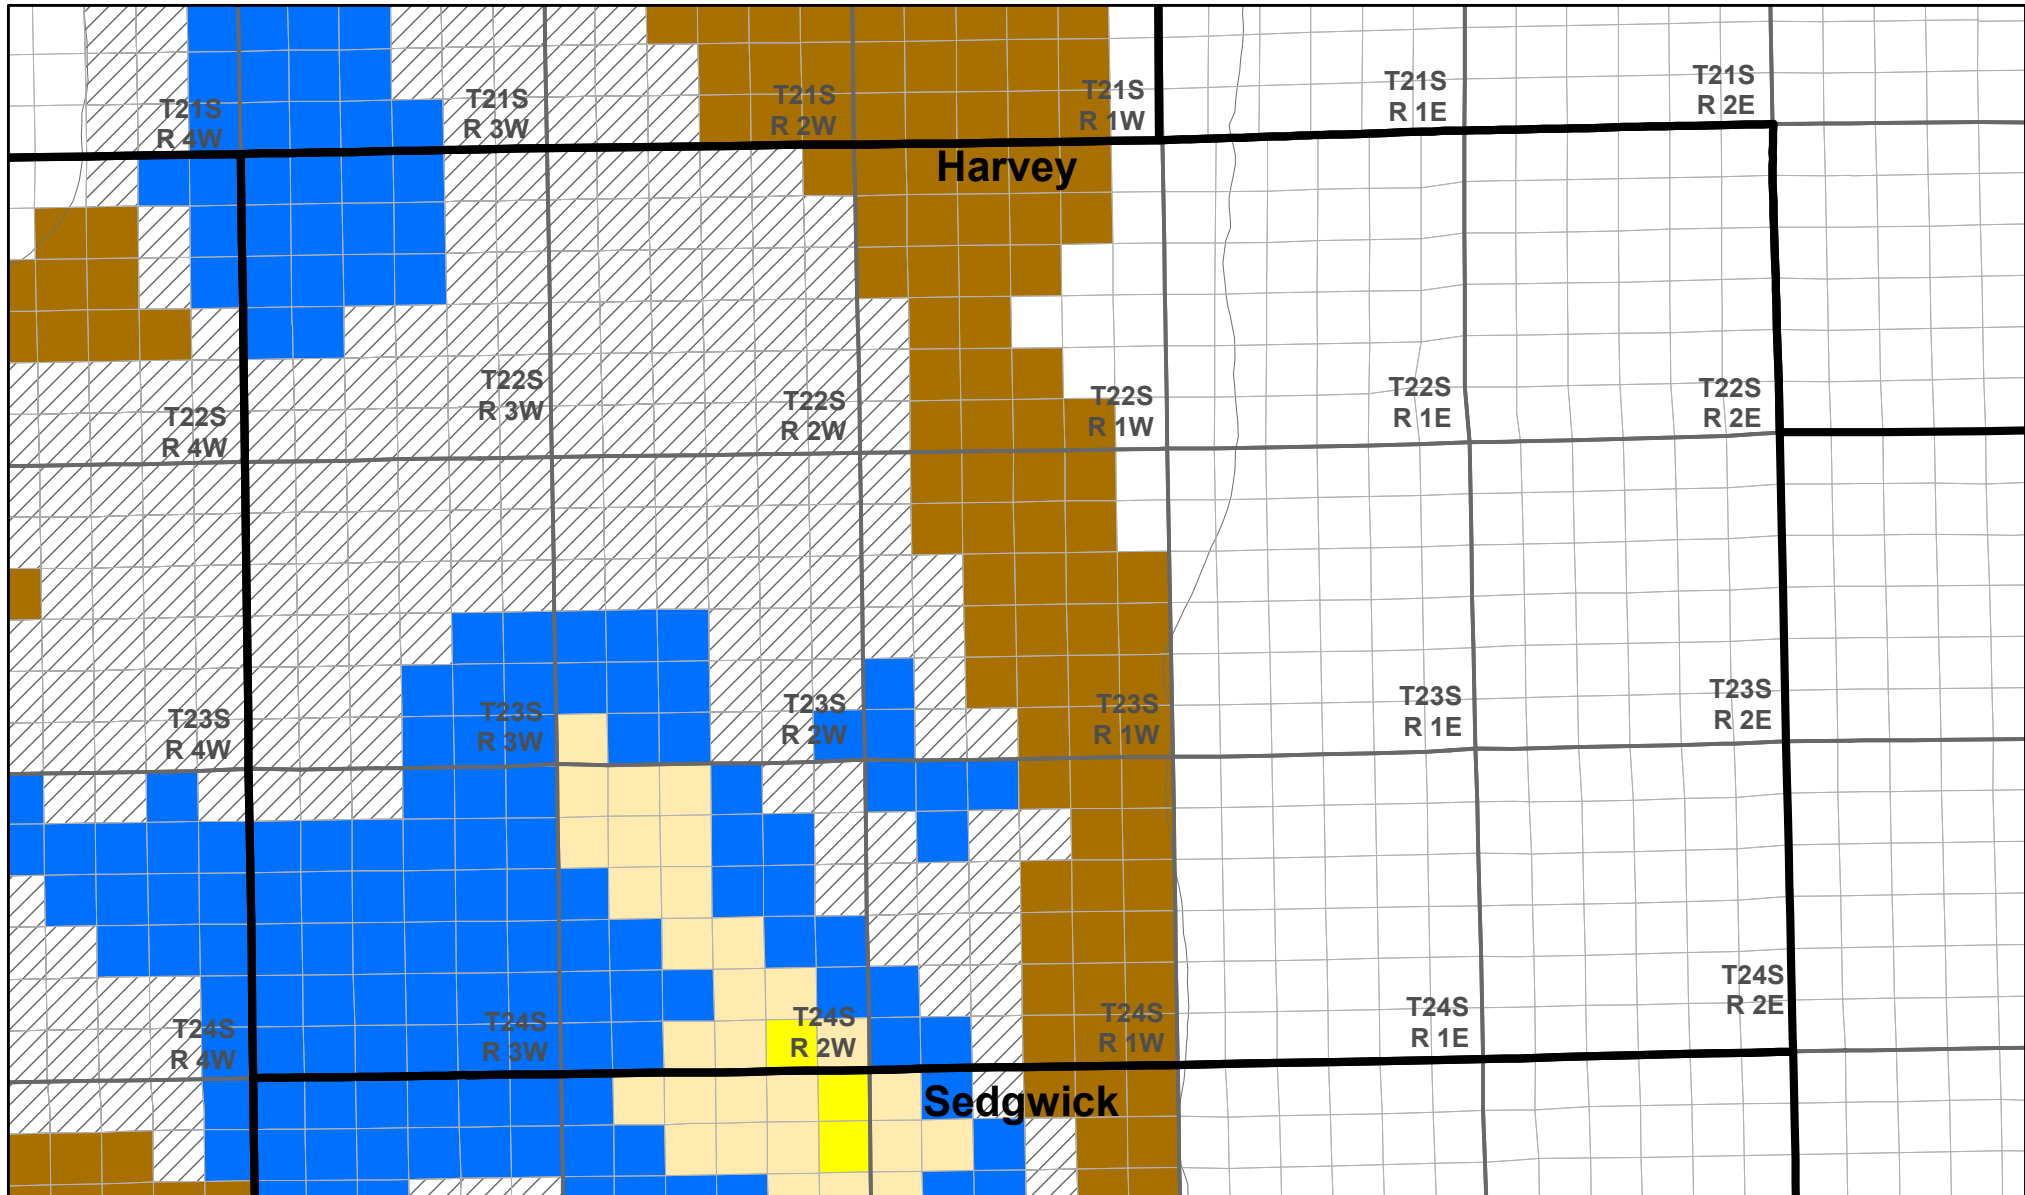 T21S
R 4W
T21S
R 3W
T21S
R 2W
T21S
R 1W
T21S
R 1E
T21S
R 2E
Harvey
T22S
R 4W
T22S
R 3W
T22S
R 2W
T22S
R 1W
T22S
R 1E
T22S
R 2E
T23S
R 4W
T23S
R 3W
T23S
R 2W
T23S
R 1W
T23S
R 1E
T23S
R 2E
T24S
R 4W
T24S
R 3W
T24S
R 2W
T24S
R 1W
T24S
R 1E
T24S
R 2E
Sedgwick